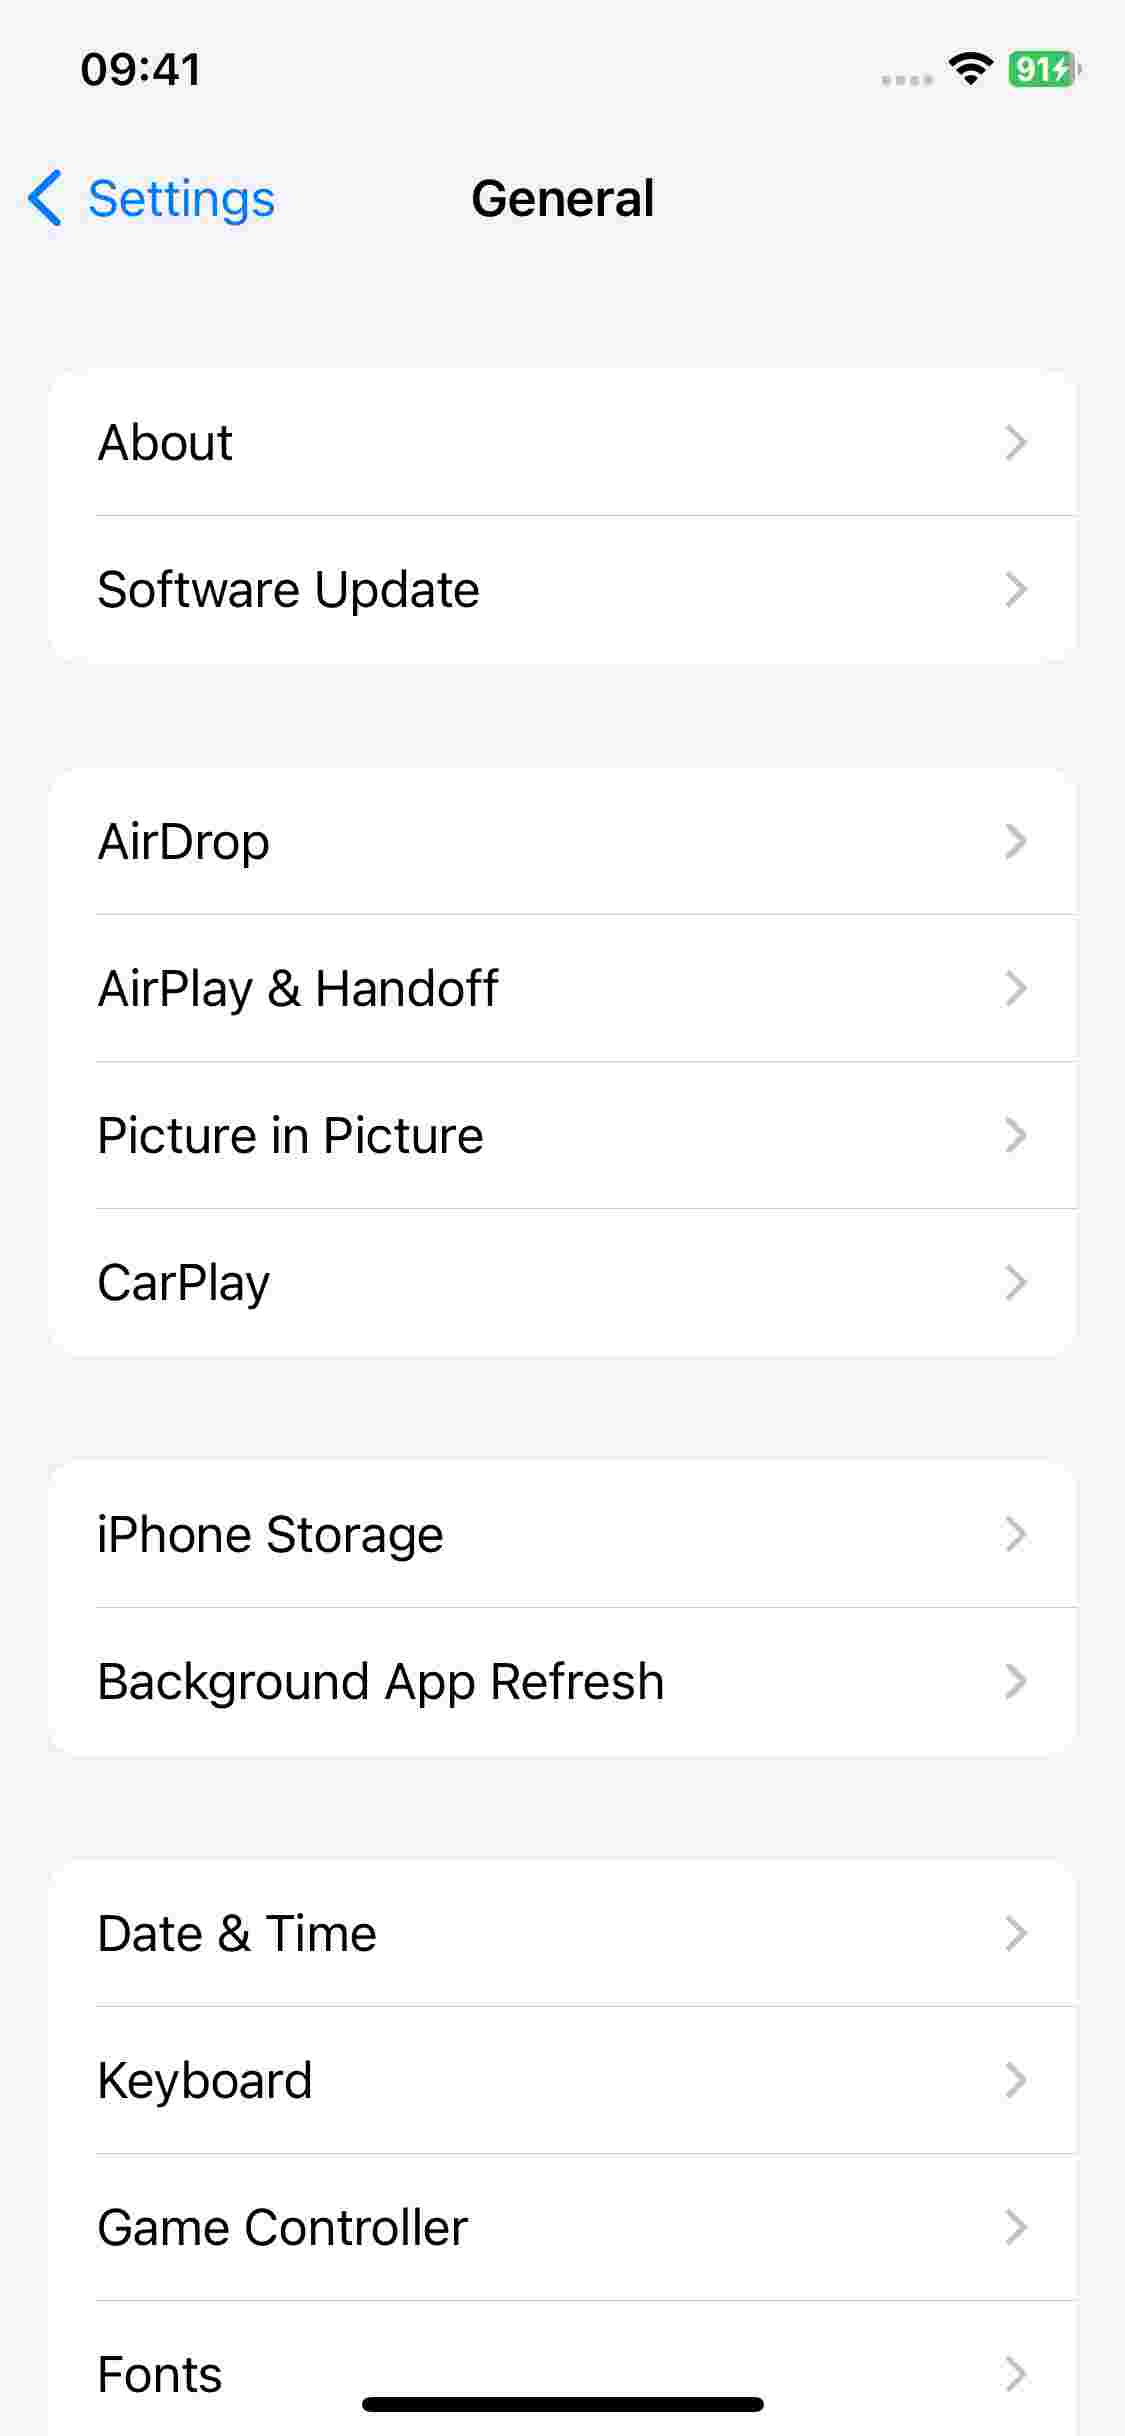 09:41
91
Settings
General
About
Software Update
AirDrop
AirPlay & Handoff
Picture in Picture
CarPlay
iPhone Storage
Background App Refresh
Date & Time
Keyboard
Game Controller
Fonts